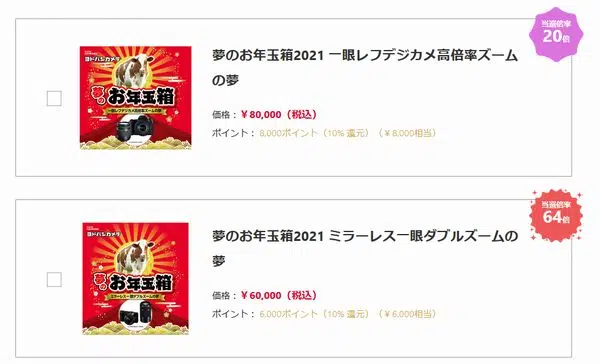 当選倍率
20倍
ヨドバシカメラ
夢のお年玉箱
一眼レフデジカメ高倍率ズームの夢
夢のお年玉箱2021 一眼レフデジカメ高倍率ズーム
の夢
価格：￥80,000（税込）
ポイント： 8,000ポイント（10% 還元）（￥8,000相当）
当選倍率
64倍
ヨドバシカメラ
夢のお年玉箱
ミラーレス一眼ダブルズームの夢
夢のお年玉箱2021 ミラーレス一眼ダブルズームの
夢
価格：￥60,000（税込）
ポイント： 6,000ポイント（10% 還元）（￥6,000相当）